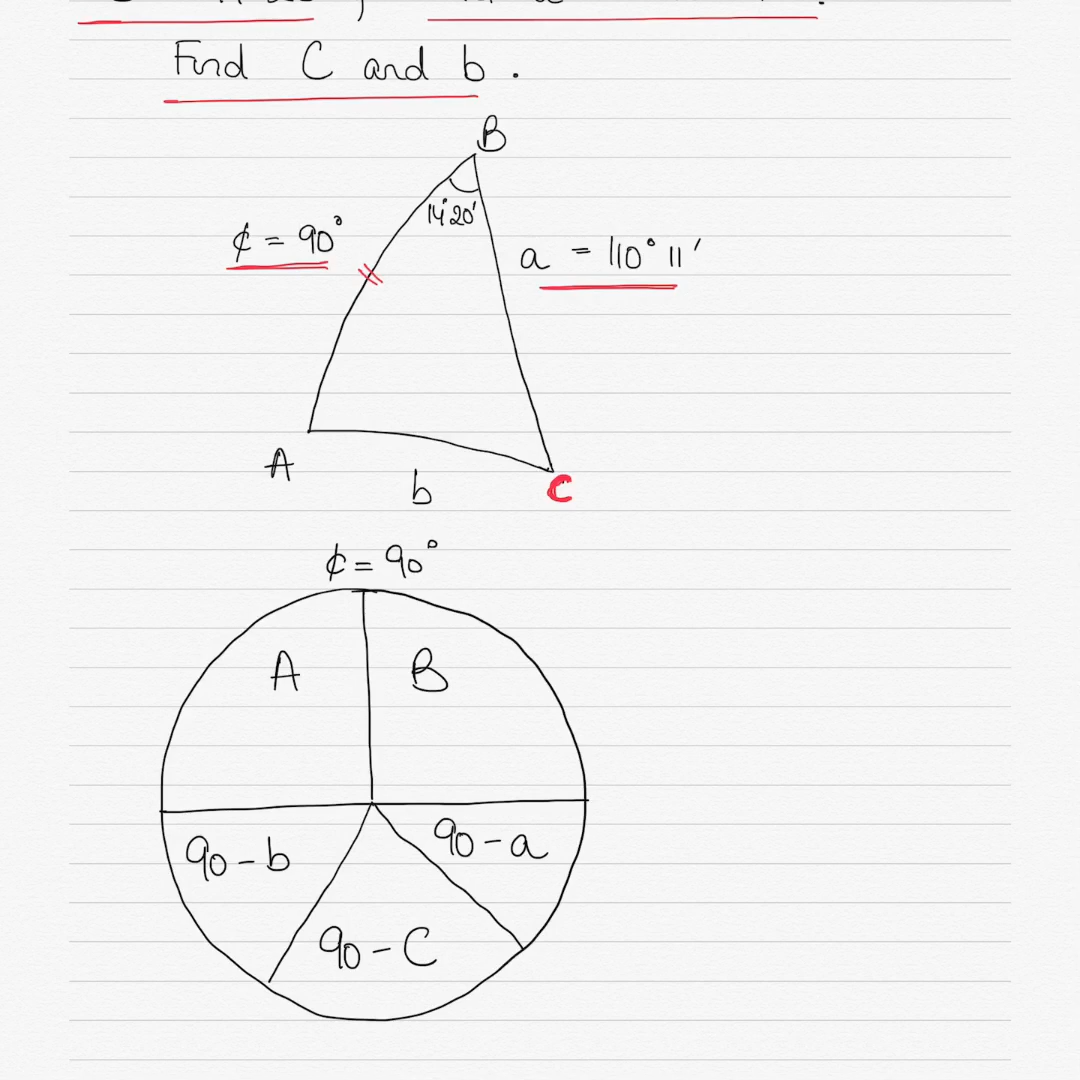 Find C and b.
B
14°20'
¢ = 90°
a = 110° 11'
A
b
C
¢ = 90°
A B
90 - b 90 - a
90 - C